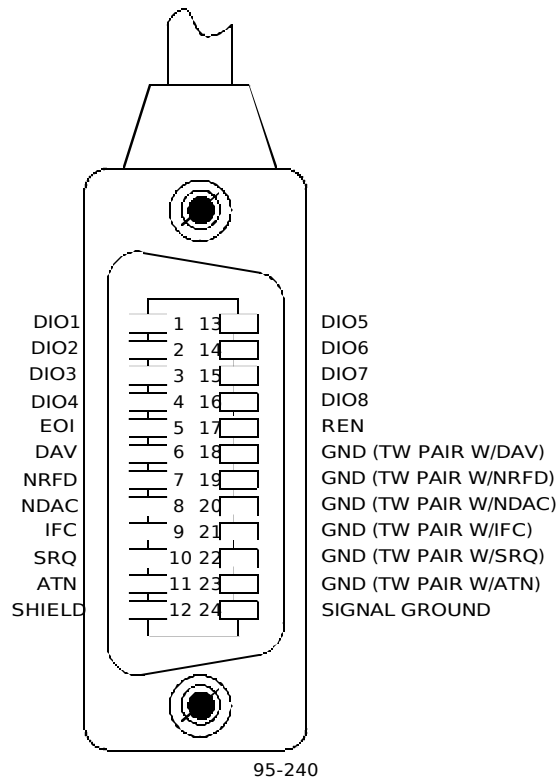 DIO1 1 13 DIO5
DIO2 2 14 DIO6
DIO3 3 15 DIO7
DIO4 4 16 DIO8
EOI 5 17 REN
DAV 6 18 GND (TW PAIR W/DAV)
NRFD 7 19 GND (TW PAIR W/NRFD)
NDAC 8 20 GND (TW PAIR W/NDAC)
IFC 9 21 GND (TW PAIR W/IFC)
SRQ 10 22 GND (TW PAIR W/SRQ)
ATN 11 23 GND (TW PAIR W/ATN)
SHIELD 12 24 SIGNAL GROUND
95-240